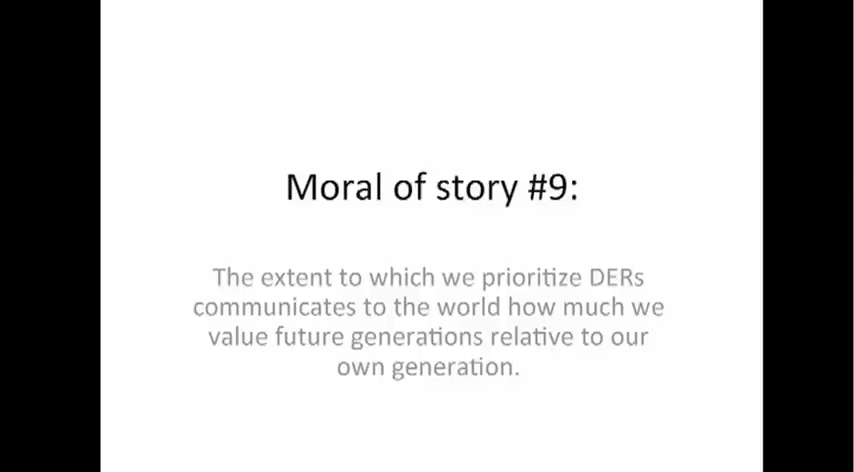 Moral of story #9:
The extent to which we prioritize DERs
communicates to the world how much we
value future generations relative to our
own generation.